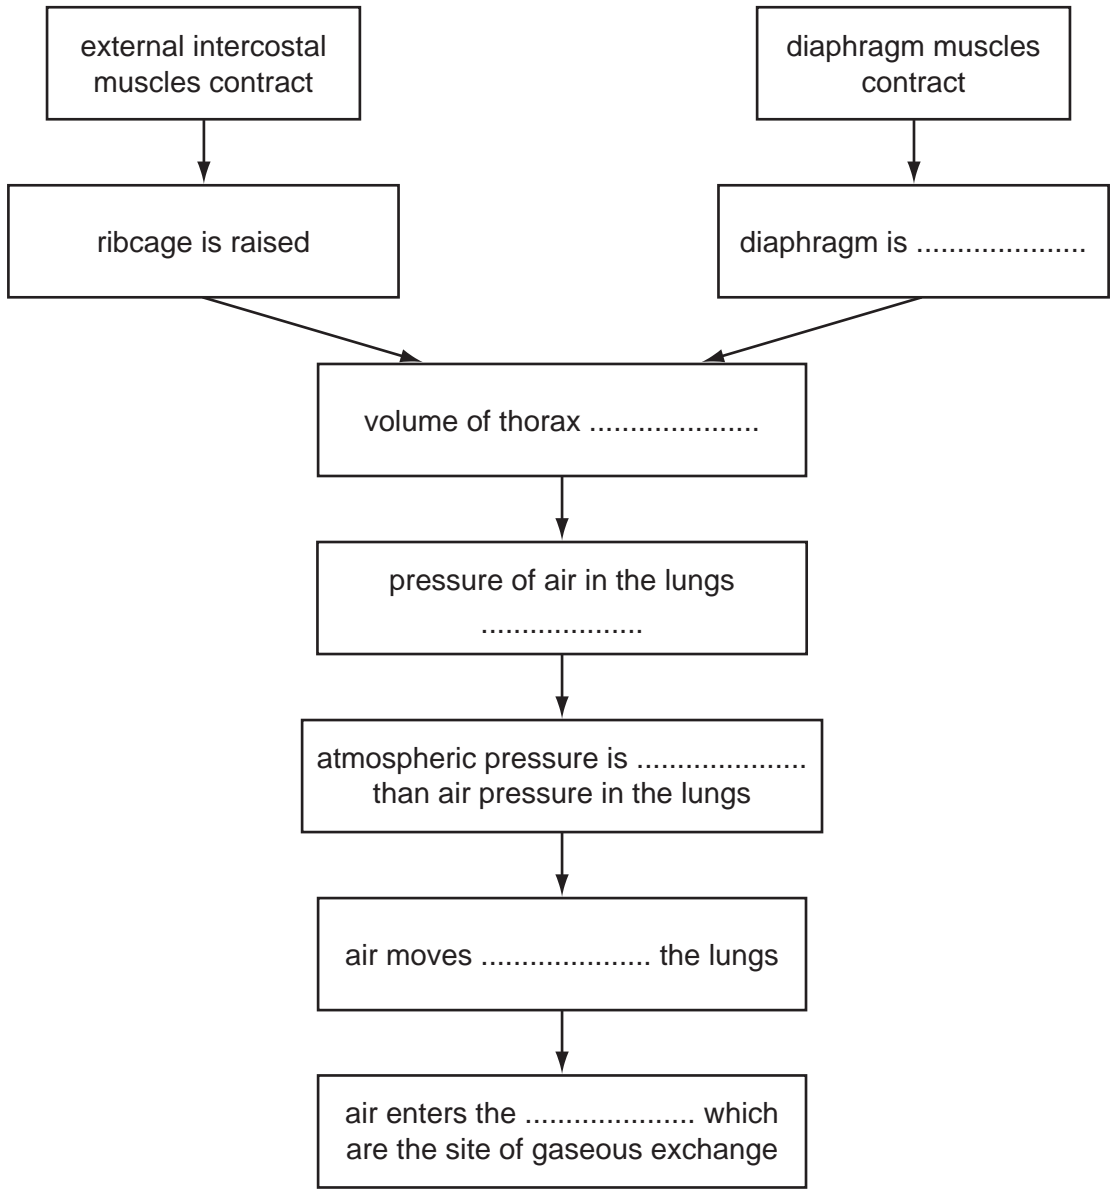 external intercostal
muscles contract
diaphragm muscles
contract
ribcage is raised
diaphragm is .....................
volume of thorax .....................
pressure of air in the lungs
....................
atmospheric pressure is .....................
than air pressure in the lungs
air moves ..................... the lungs
air enters the ..................... which
are the site of gaseous exchange